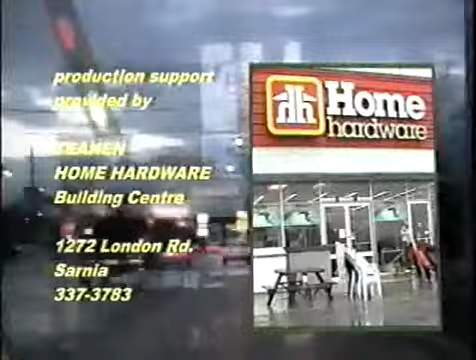 production support
provided by
HOME HARDWARE
Building Centre
1272 London Rd.
Sarnia
337-3783
Home
hardware